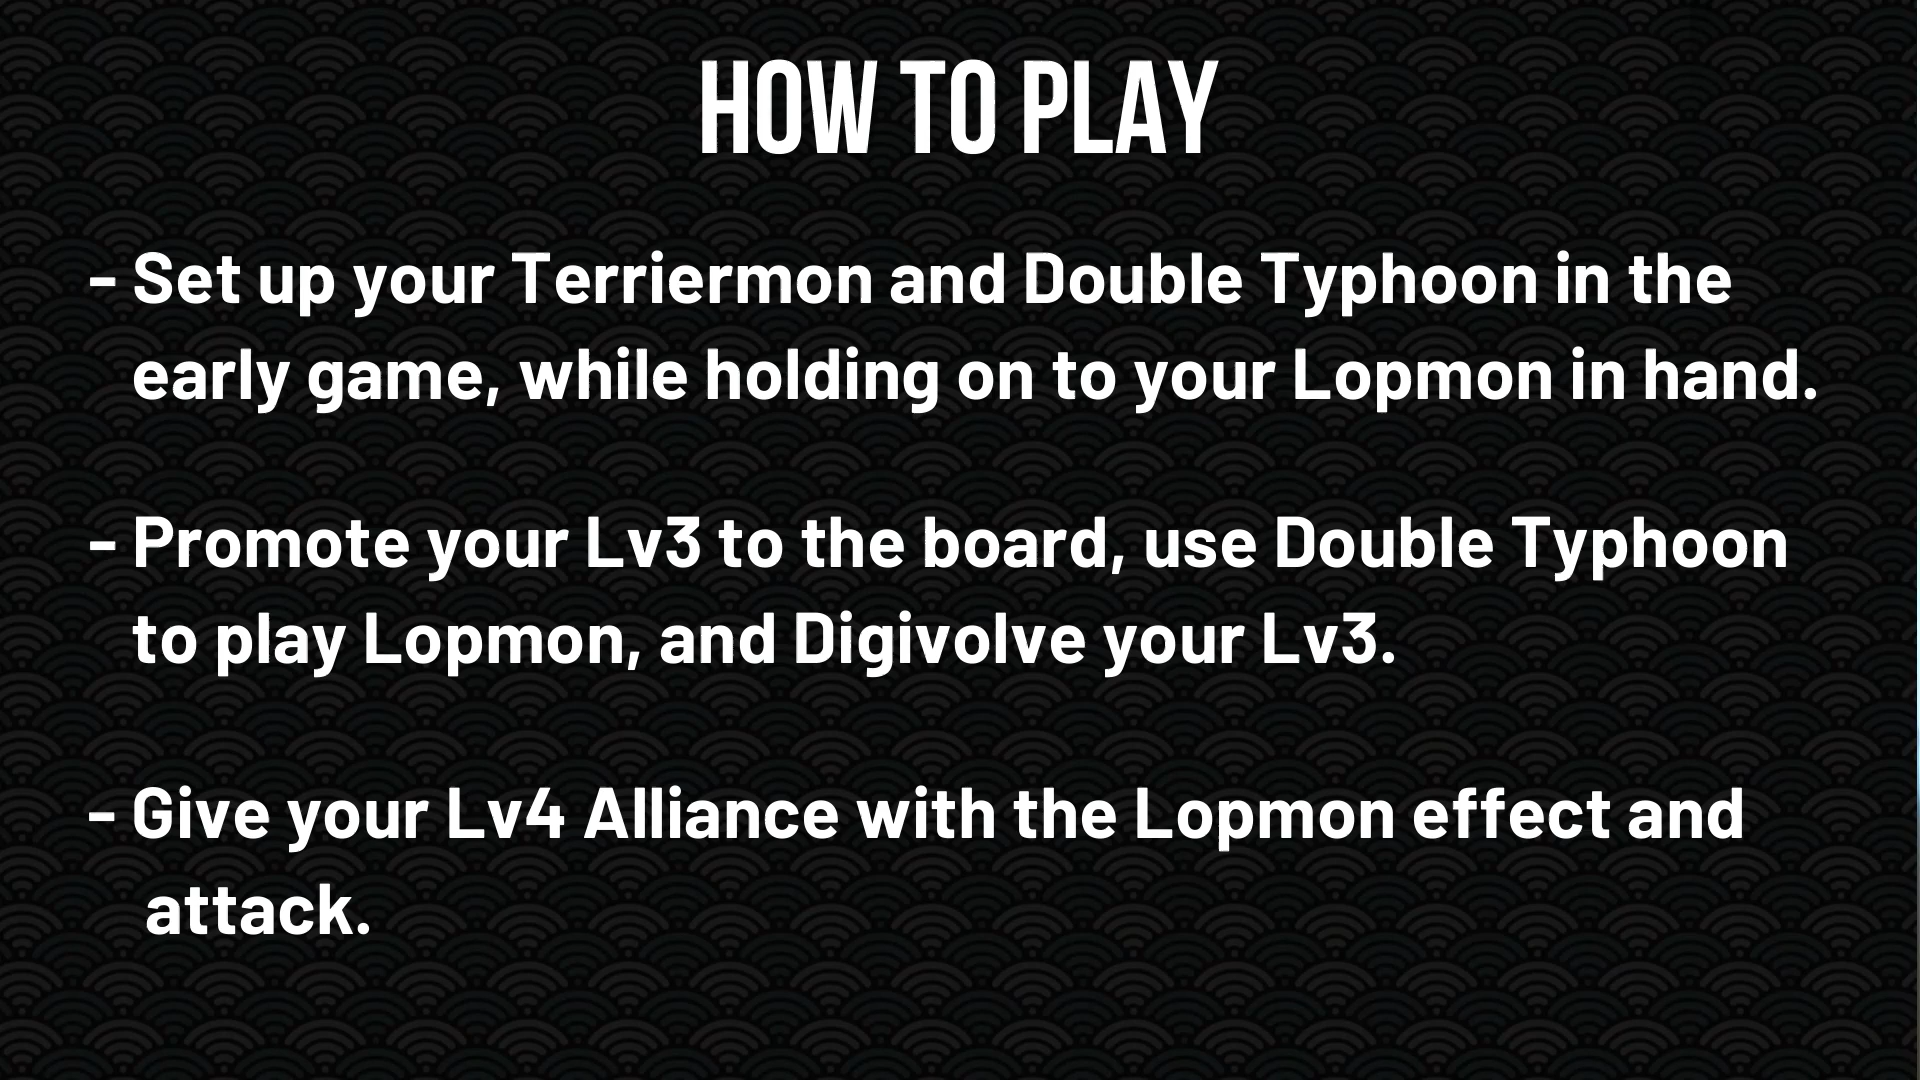 HOW TO PLAY
- Set up your Terriermon and Double Typhoon in the
early game, while holding on to your Lopmon in hand.
- Promote your Lv3 to the board, use Double Typhoon
to play Lopmon, and Digivolve your Lv3.
- Give your Lv4 Alliance with the Lopmon effect and
attack.